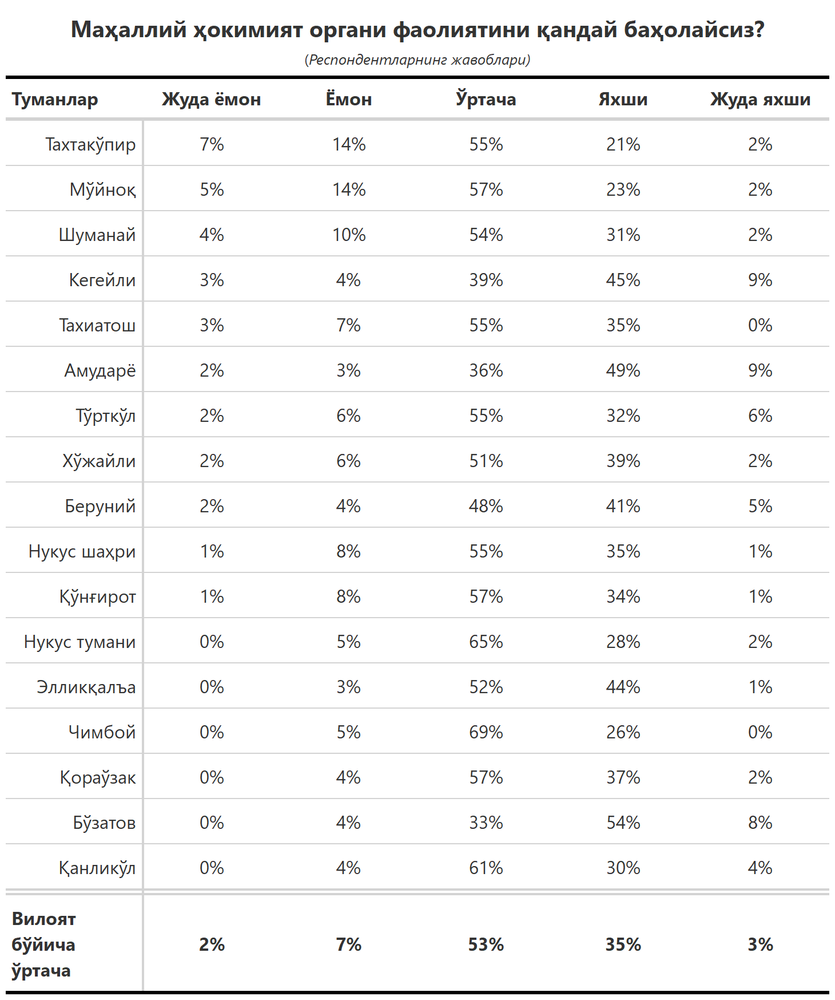 Маҳаллий ҳокимият органи фаолиятини қандай баҳолайсиз?
(Респондентларнинг жавоблари)
Туманлар Жуда ёмон Ёмон Ўртача Яхши Жуда яхши
Тахтакўпир 7% 14% 55% 21% 2%
Мўйноқ 5% 14% 57% 23% 2%
Шуманай 4% 10% 54% 31% 2%
Кегейли 3% 4% 39% 45% 9%
Тахиатош 3% 7% 55% 35% 0%
Амударё 2% 3% 36% 49% 9%
Тўрткўл 2% 6% 55% 32% 6%
Хўжайли 2% 6% 51% 39% 2%
Беруний 2% 4% 48% 41% 5%
Нукус шаҳри 1% 8% 55% 35% 1%
Қўнғирот 1% 8% 57% 34% 1%
Нукус тумани 0% 5% 65% 28% 2%
Элликқалъа 0% 3% 52% 44% 1%
Чимбой 0% 5% 69% 26% 0%
Қораўзак 0% 4% 57% 37% 2%
Бўзатов 0% 4% 33% 54% 8%
Қанликўл 0% 4% 61% 30% 4%
Вилоят
бўйича 2% 7% 53% 35% 3%
ўртача